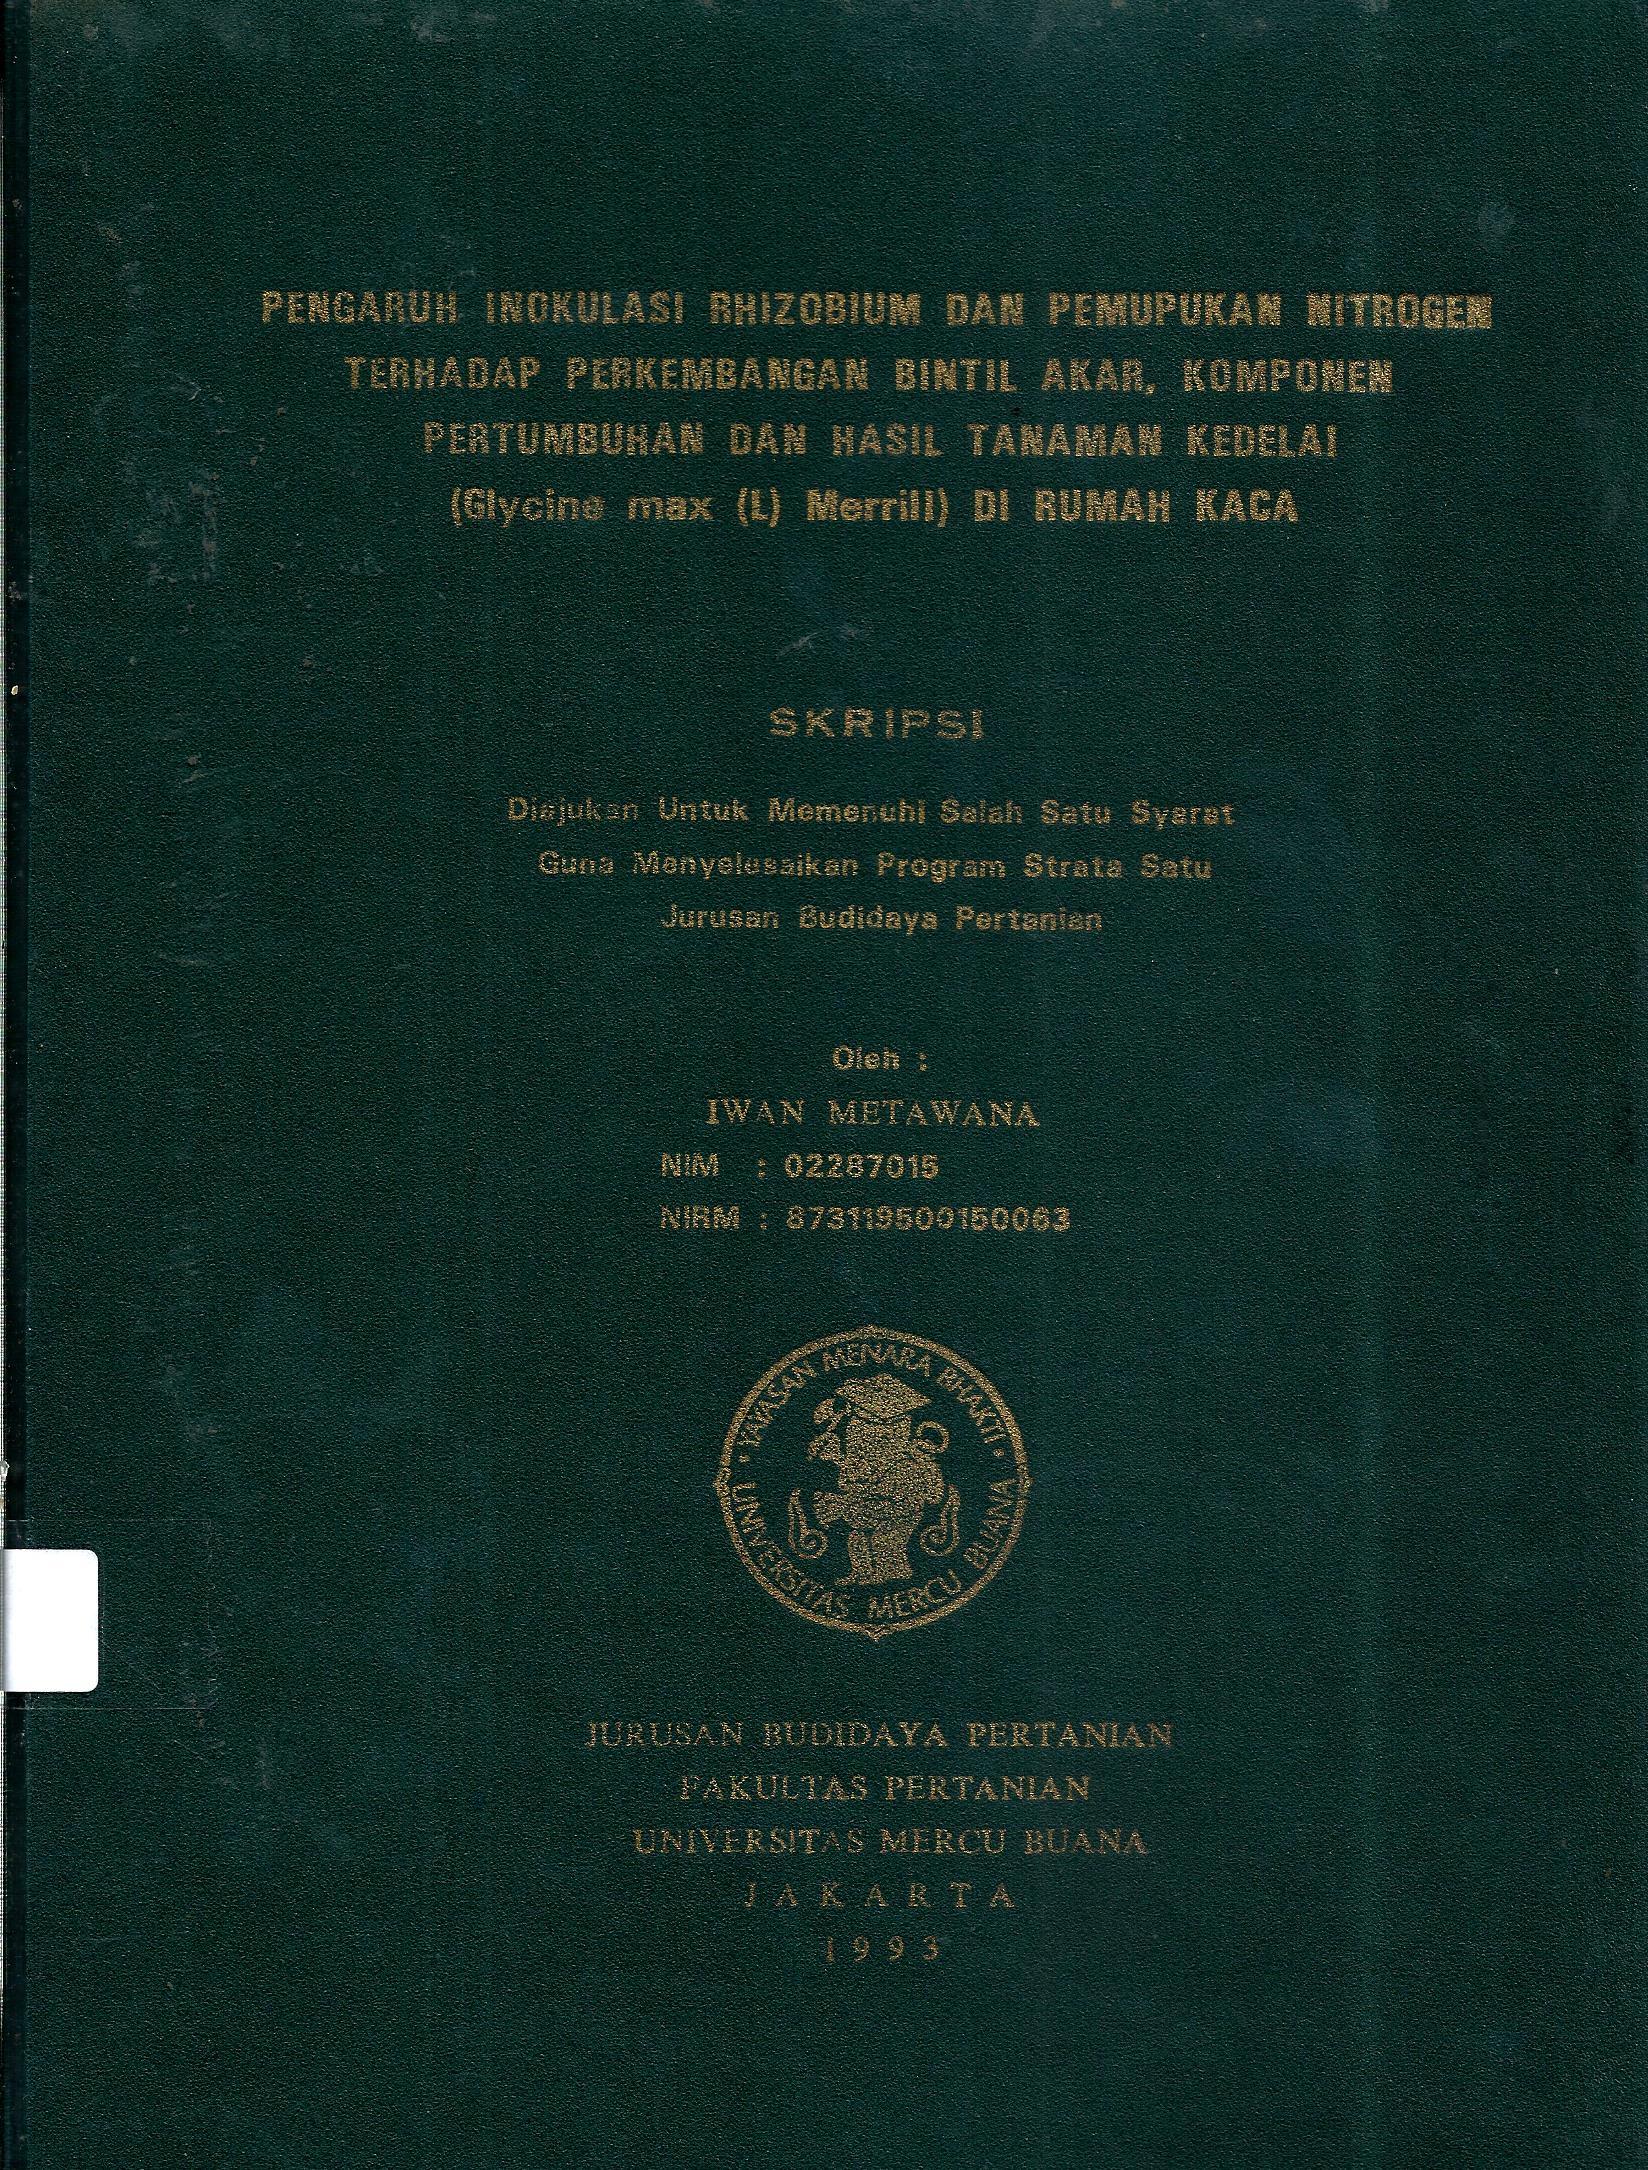 PENGARUH INOKULASI RHIZOBIUM DAN PEMUPUKAN NITROGEN
TERHADAP PERKEMBANGAN BINTIL AKAR, KOMPONEN
PERTUMBUHAN DAN HASIL TANAMAN KEDELAI
(Glycine max (L) Merrill) DI RUMAH KACA
SKRIPSI
Diajukan Untuk Memenuhi Salah Satu Syarat
Guna Menyelesaikan Program Strata Satu
Jurusan Budidaya Pertanian
Oleh :
IWAN METAWANA
NIM : 02287015
NIRM : 873119500150063
YAYASAN MENARA BHAKTI
UNIVERSITAS MERCU BUANA
JURUSAN BUDIDAYA PERTANIAN
FAKULTAS PERTANIAN
UNIVERSITAS MERCU BUANA
JAKARTA
1993